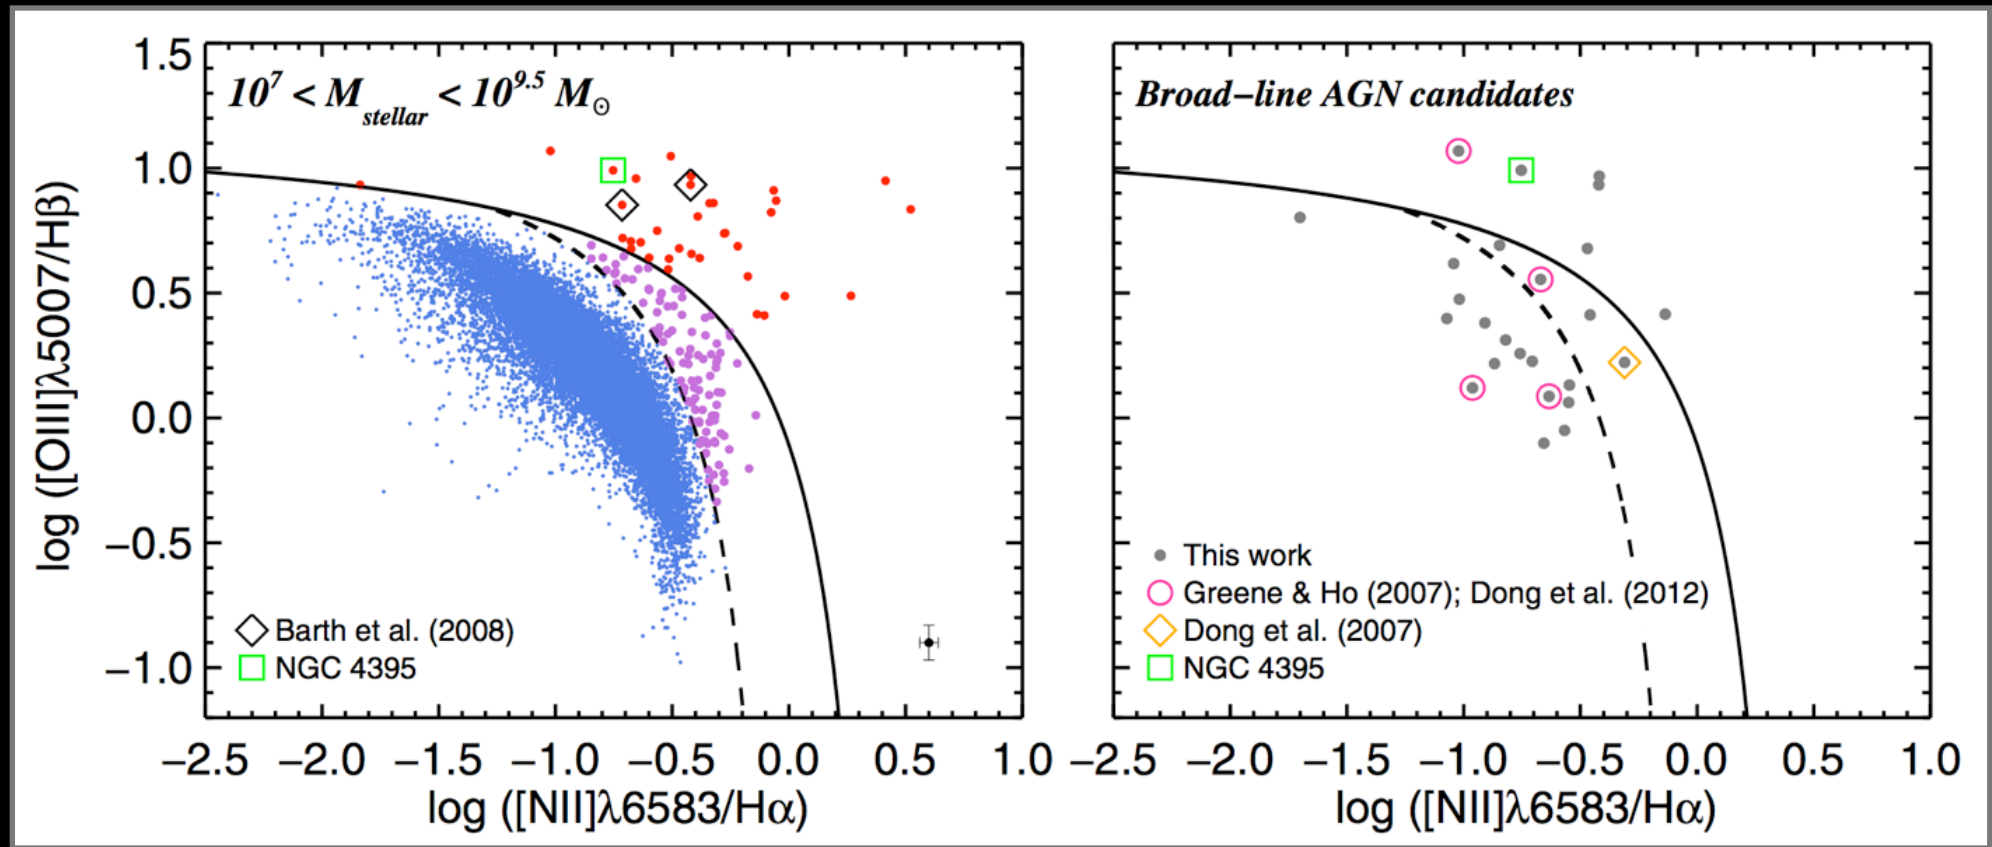 10^7 < M_stellar < 10^9.5 M_⊙
1.5
1.0
0.5
0.0
−0.5
−1.0
log ([OIII]λ5007/Hβ)
Barth et al. (2008)
NGC 4395
−2.5 −2.0 −1.5 −1.0 −0.5 0.0 0.5 1.0
log ([NII]λ6583/Hα)
Broad−line AGN candidates
This work
Greene & Ho (2007); Dong et al. (2012)
Dong et al. (2007)
NGC 4395
−2.5 −2.0 −1.5 −1.0 −0.5 0.0 0.5 1.0
log ([NII]λ6583/Hα)